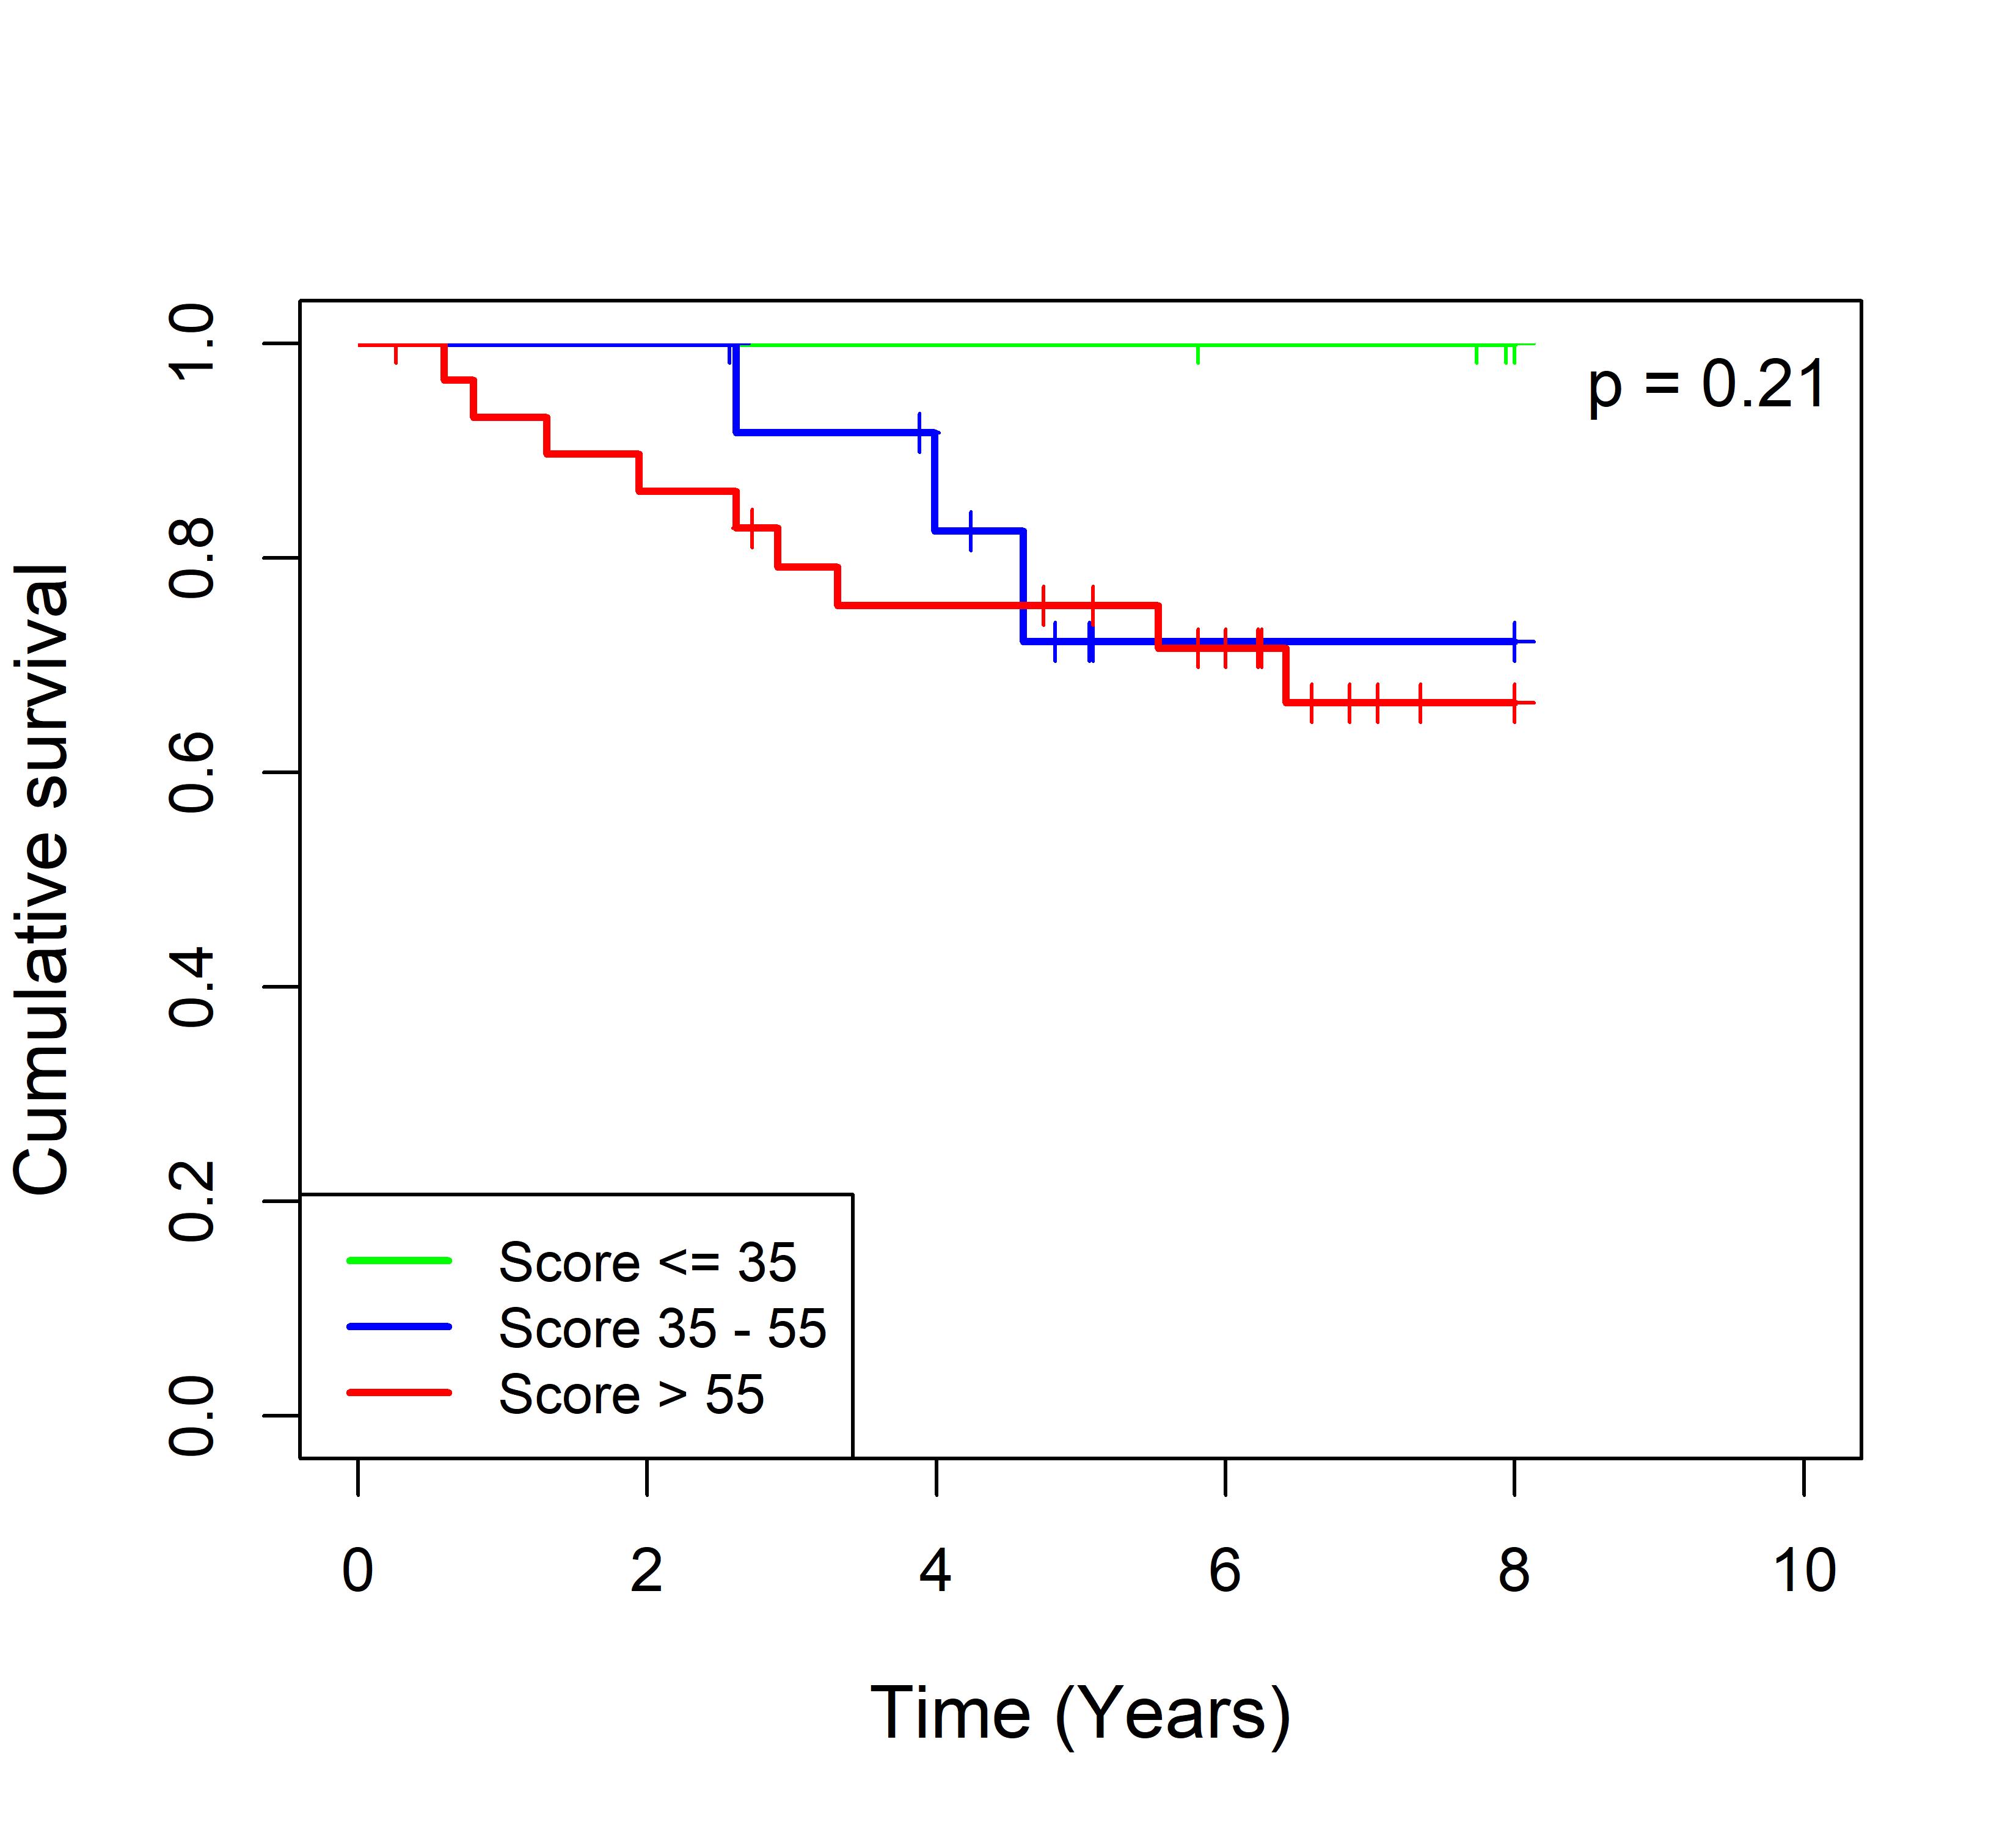 p = 0.21
Cumulative survival
1.0
0.8
0.6
0.4
0.2
0.0
Score <= 35
Score 35 - 55
Score > 55
0 2 4 6 8 10
Time (Years)